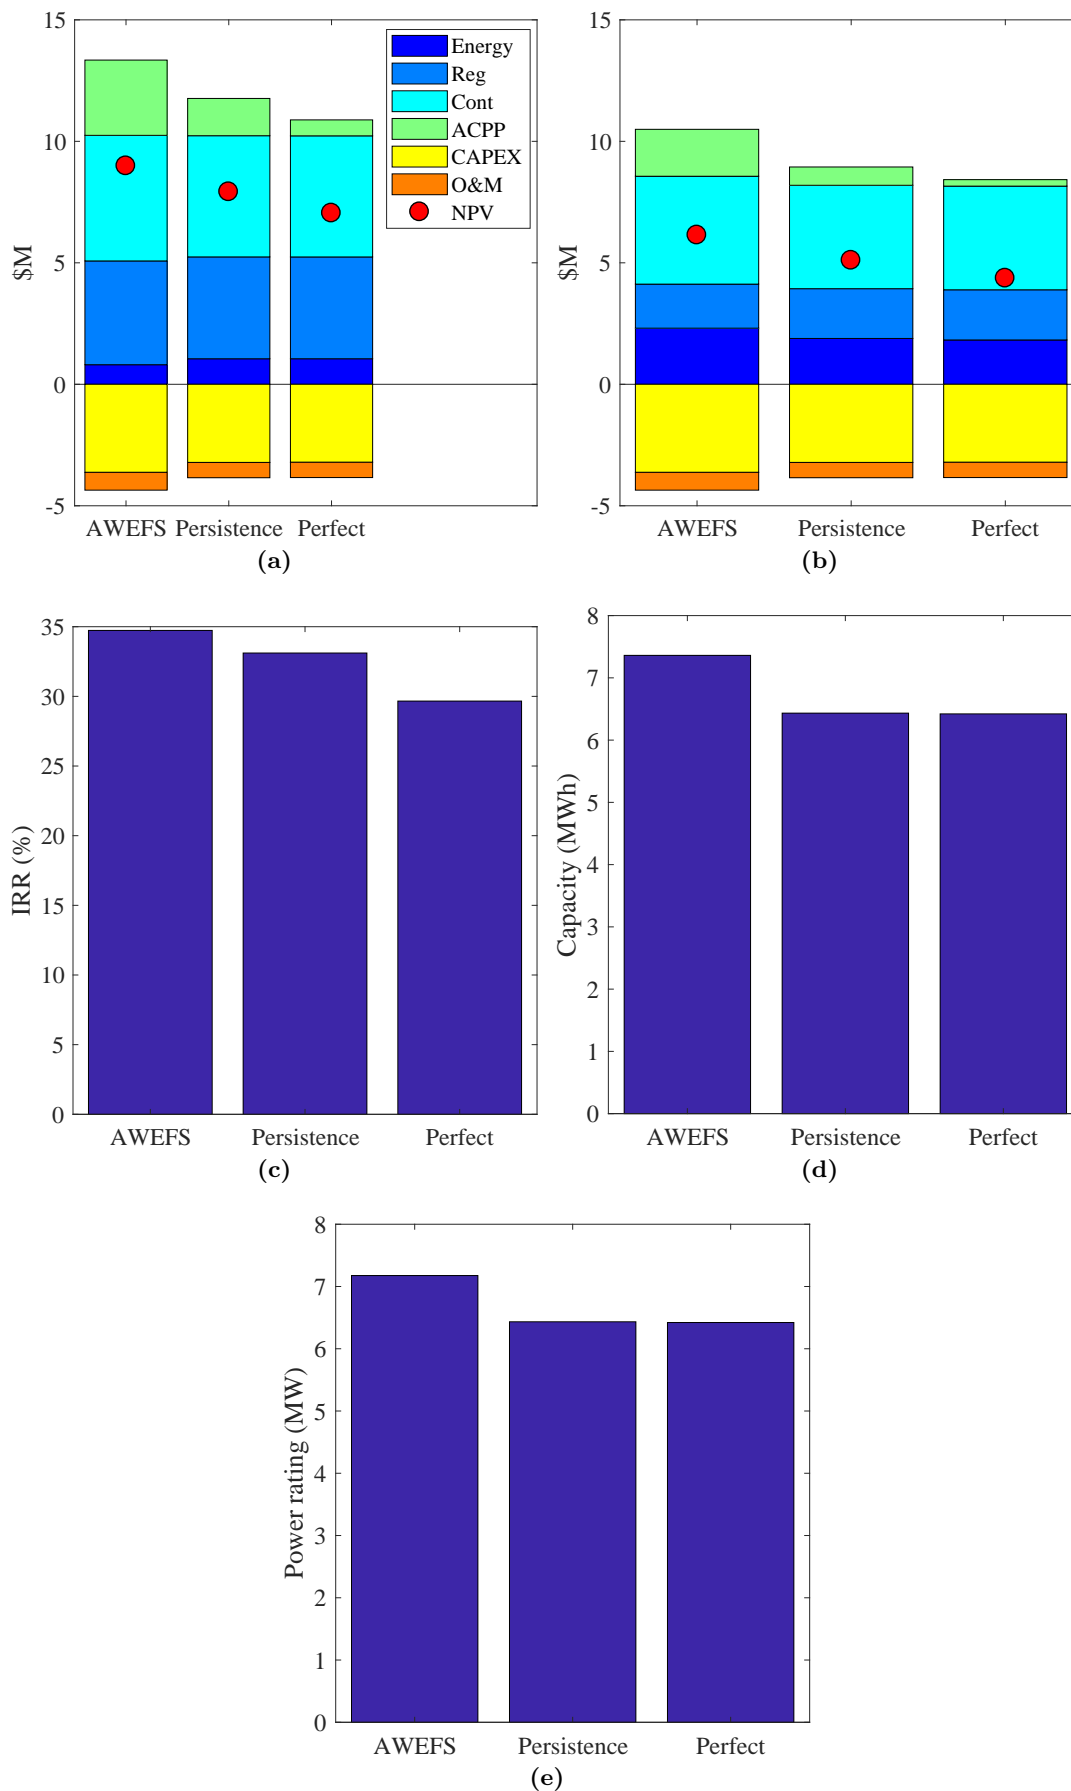 15
10
5
0
-5
$M
AWEFS Persistence Perfect
Energy
Reg
Cont
ACPP
CAPEX
O&M
NPV
(a)
15
10
5
0
-5
$M
AWEFS Persistence Perfect
(b)
35
30
25
20
15
10
5
0
IRR (%)
AWEFS Persistence Perfect
(c)
8
7
6
5
4
3
2
1
0
Capacity (MWh)
AWEFS Persistence Perfect
(d)
8
7
6
5
4
3
2
1
0
Power rating (MW)
AWEFS Persistence Perfect
(e)